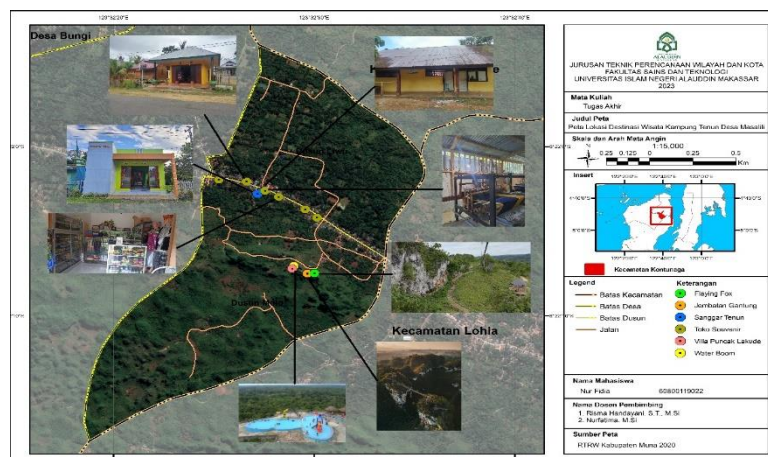 Desa Bungi
Kecamatan Lohia
JURUSAN TEKNIK PERENCANAAN WILAYAH DAN KOTA
FAKULTAS SAINS DAN TEKNOLOGI
UNIVERSITAS ISLAM NEGERI ALAUDDIN MAKASSAR
2023
Mata Kuliah
Tugas Akhir
Judul Peta
Peta Lokasi Destinasi Wisata Kampung Tenun Desa Masalili
Skala dan Arah Mata Angin
1:15,000
0.25 0.125 0 0.25 0.5
Km
Insert
Kecamatan Kontunaga
Legend
Batas Kecamatan
Batas Desa
Batas Dusun
Jalan
Keterangan
Flaying Fox
Jembatan Gantung
Sanggar Tenun
Toko Souvenir
Villa Puncak Lakude
Water Boom
Nama Mahasiswa
Nur Fidia 60800119022
Nama Dosen Pembimbing
1. Risma Handayani, S.T., M.Si
2. Nurfatima, M.Si
Sumber Peta
RTRW Kabupaten Muna 2020